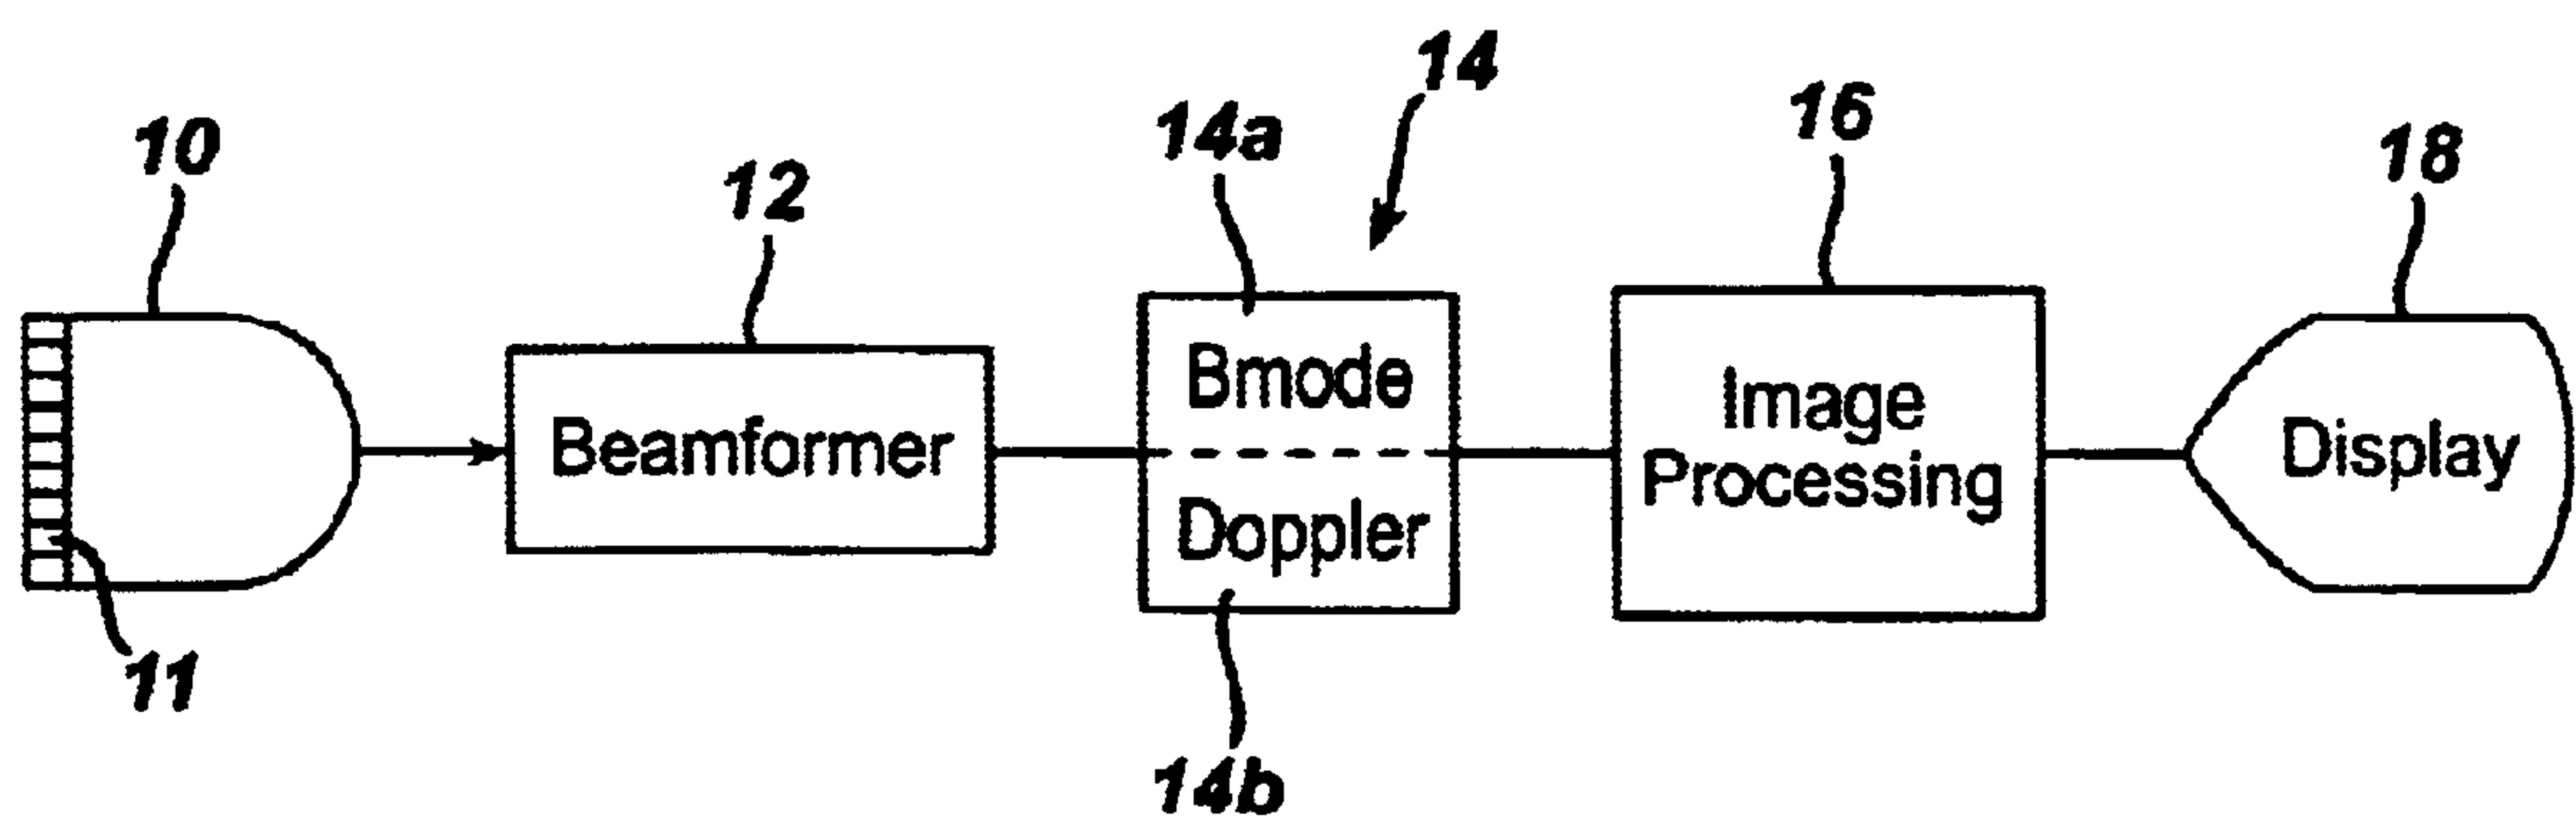 14
14a
16
10
18
12
Bmode
Image
Beamformer
Display
Processing
Doppler
11
14b